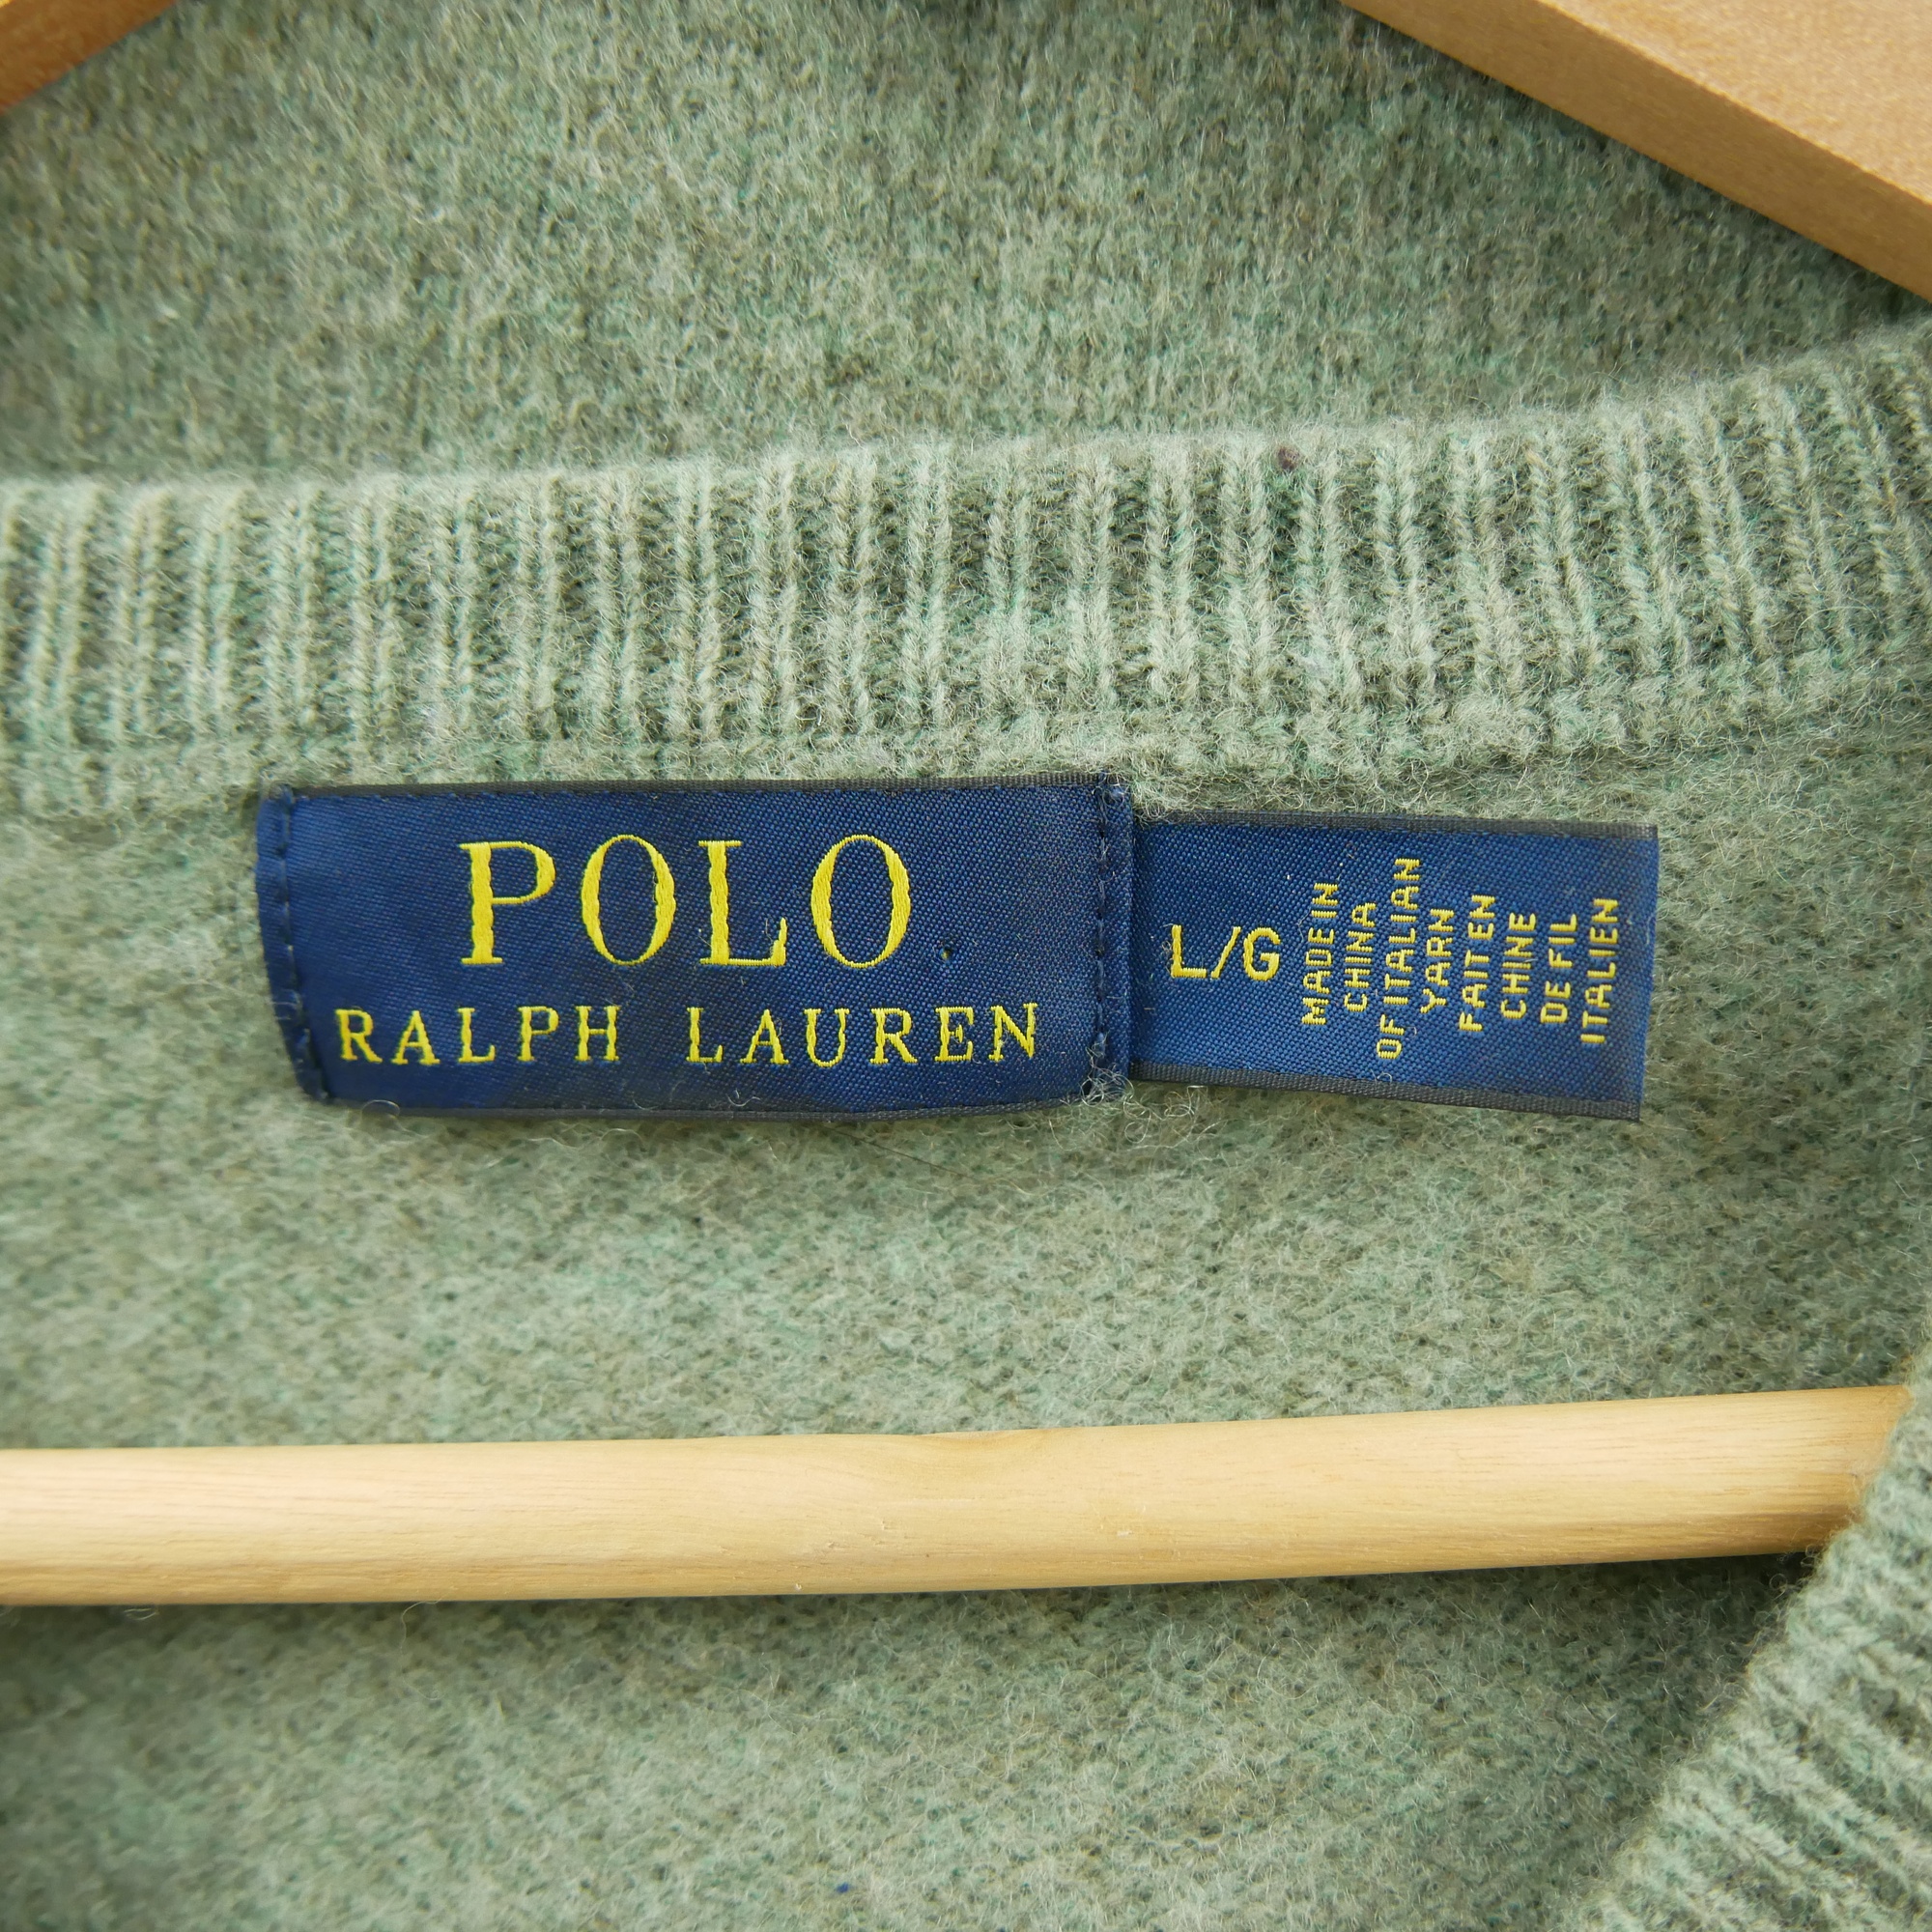 POLO
RALPH LAUREN
L/G
MADE IN
CHINA
OF ITALIAN
YARN
FAIT EN
CHINE
DE FIL
ITALIEN